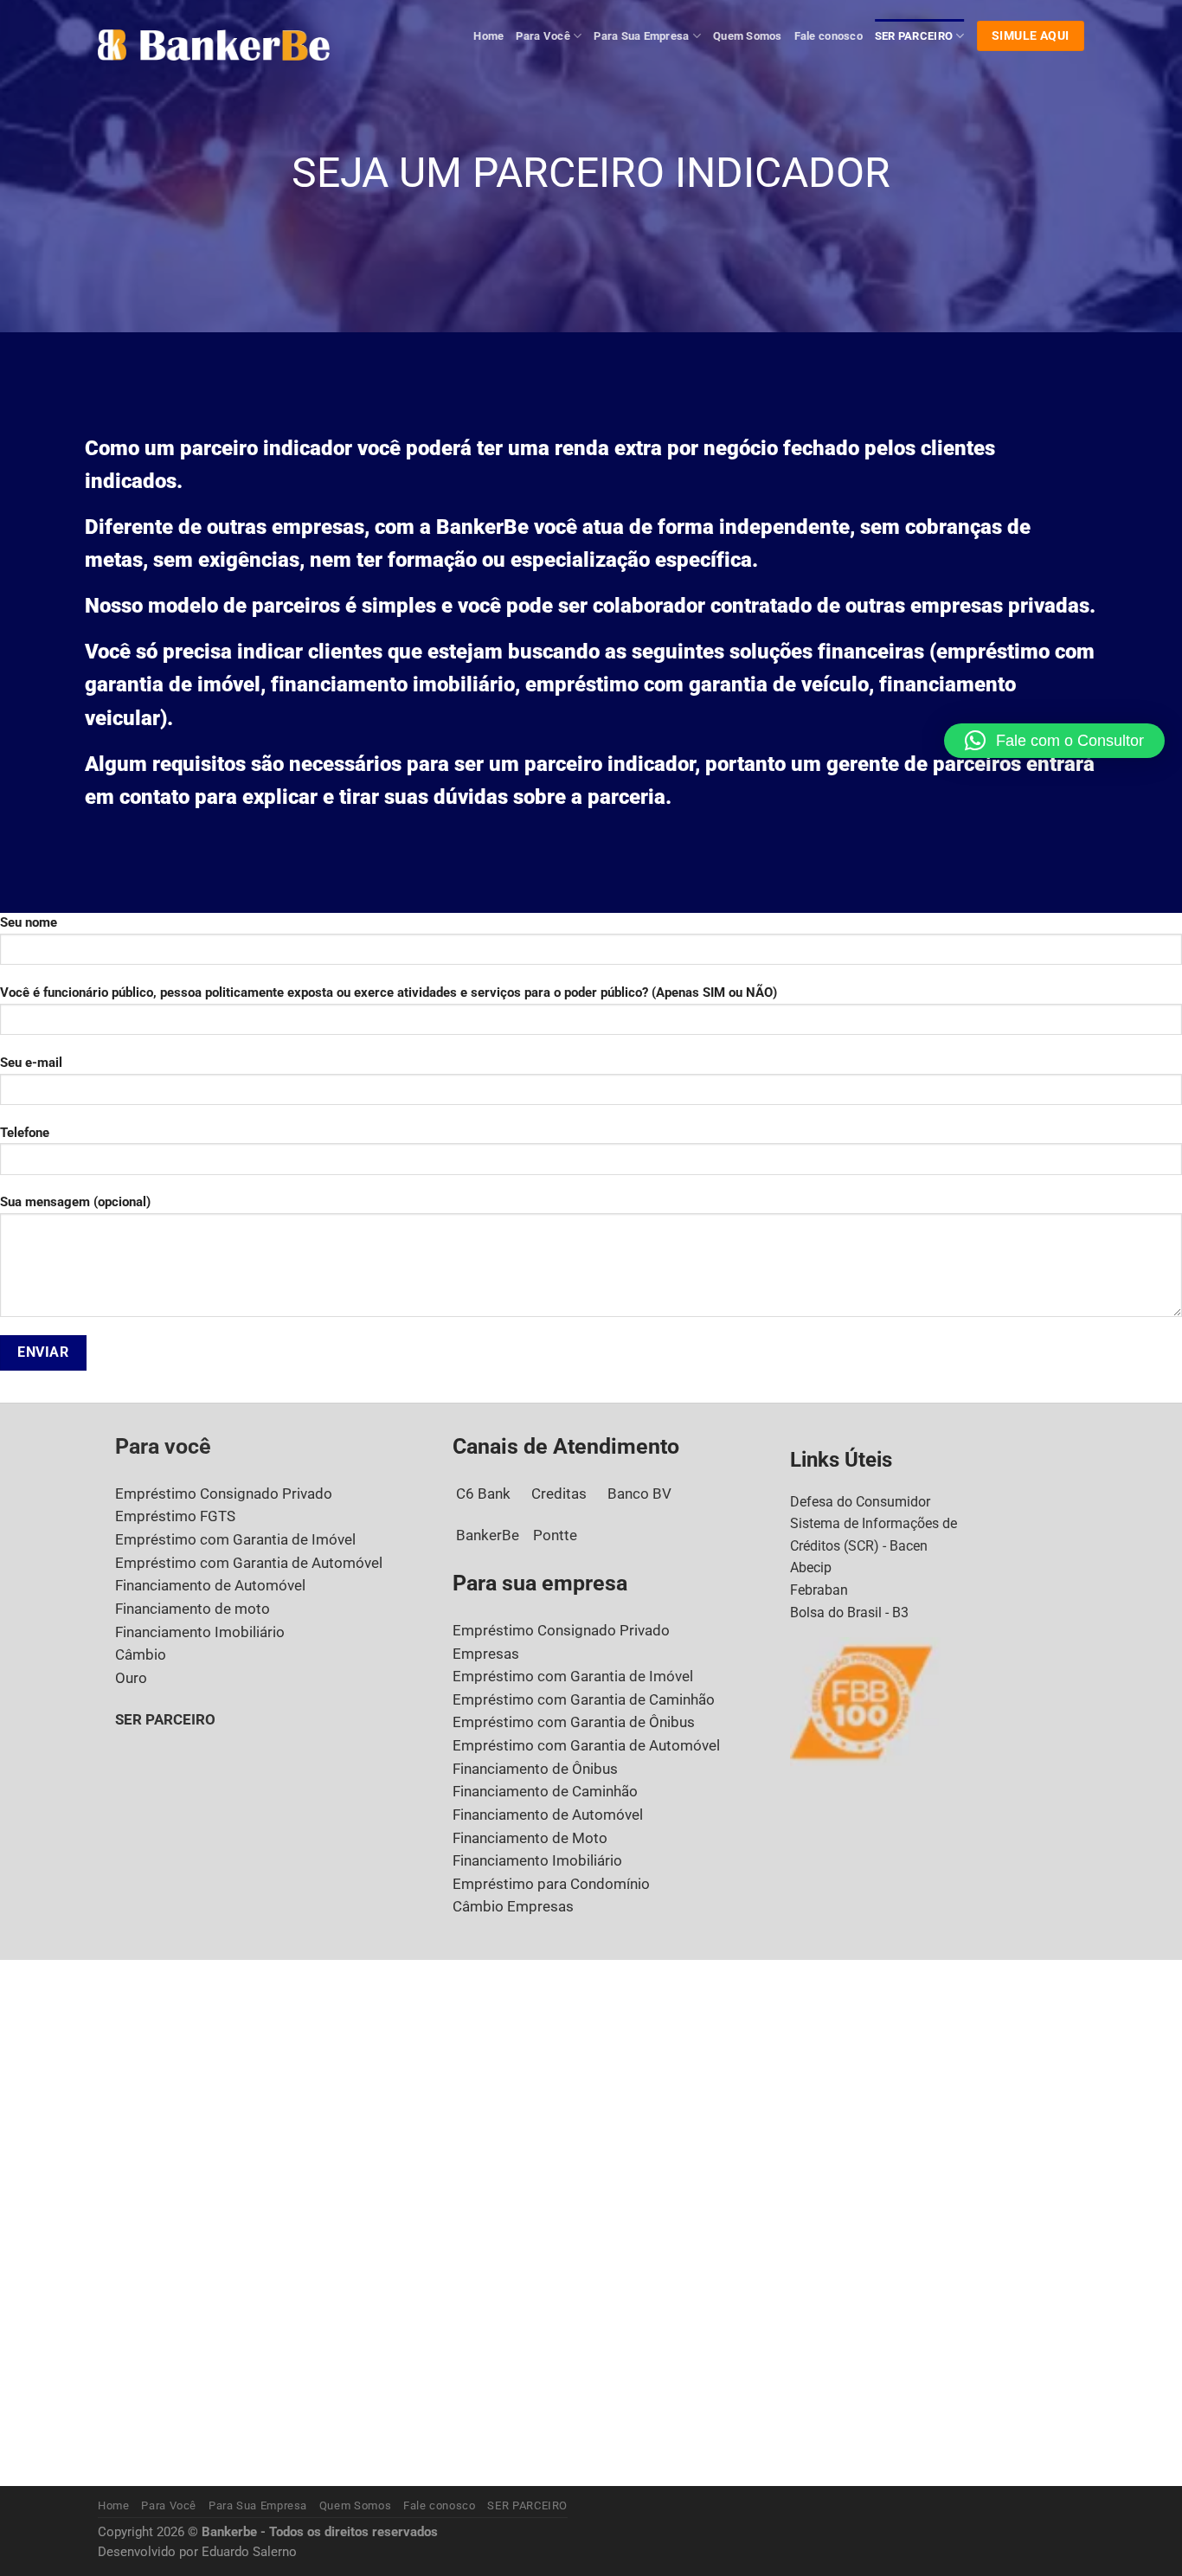 BankerBe
Home Para Você Para Sua Empresa Quem Somos Fale conosco SER PARCEIRO SIMULE AQUI
SEJA UM PARCEIRO INDICADOR
Como um parceiro indicador você poderá ter uma renda extra por negócio fechado pelos clientes
indicados.
Diferente de outras empresas, com a BankerBe você atua de forma independente, sem cobranças de
metas, sem exigências, nem ter formação ou especialização específica.
Nosso modelo de parceiros é simples e você pode ser colaborador contratado de outras empresas privadas.
Você só precisa indicar clientes que estejam buscando as seguintes soluções financeiras (empréstimo com
garantia de imóvel, financiamento imobiliário, empréstimo com garantia de veículo, financiamento
veicular).
Fale com o Consultor
Algum requisitos são necessários para ser um parceiro indicador, portanto um gerente de parceiros entrará
em contato para explicar e tirar suas dúvidas sobre a parceria.
Seu nome
Você é funcionário público, pessoa politicamente exposta ou exerce atividades e serviços para o poder público? (Apenas SIM ou NÃO)
Seu e-mail
Telefone
Sua mensagem (opcional)
ENVIAR
Para você
Empréstimo Consignado Privado
Empréstimo FGTS
Empréstimo com Garantia de Imóvel
Empréstimo com Garantia de Automóvel
Financiamento de Automóvel
Financiamento de moto
Financiamento Imobiliário
Câmbio
Ouro
SER PARCEIRO
Canais de Atendimento
C6 Bank Creditas Banco BV
BankerBe Pontte
Para sua empresa
Empréstimo Consignado Privado
Empresas
Empréstimo com Garantia de Imóvel
Empréstimo com Garantia de Caminhão
Empréstimo com Garantia de Ônibus
Empréstimo com Garantia de Automóvel
Financiamento de Ônibus
Financiamento de Caminhão
Financiamento de Automóvel
Financiamento de Moto
Financiamento Imobiliário
Empréstimo para Condomínio
Câmbio Empresas
Links Úteis
Defesa do Consumidor
Sistema de Informações de
Créditos (SCR) - Bacen
Abecip
Febraban
Bolsa do Brasil - B3
FBB
100
Home Para Você Para Sua Empresa Quem Somos Fale conosco SER PARCEIRO
Copyright 2026 © Bankerbe - Todos os direitos reservados
Desenvolvido por Eduardo Salerno